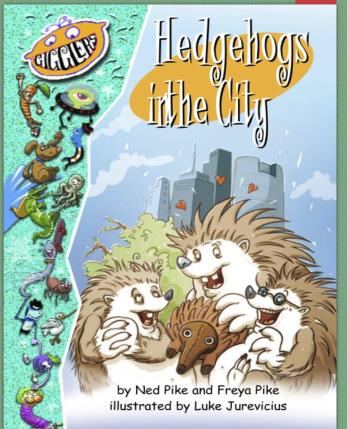 GIGGLERS
Hedgehogs
in the City
by Ned Pike and Freya Pike
illustrated by Luke Jurevicius